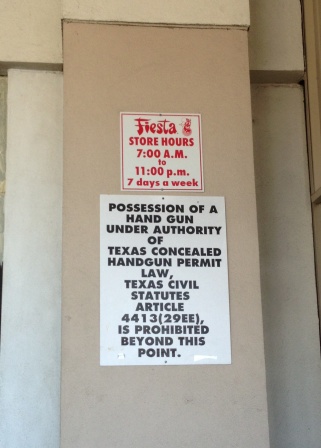 Fiesta
STORE HOURS
7:00 A.M.
to
11:00 p.m.
7 days a week
POSSESSION OF A
HAND GUN
UNDER AUTHORITY
OF
TEXAS CONCEALED
HANDGUN PERMIT
LAW,
TEXAS CIVIL
STATUTES
ARTICLE
4413(29EE),
IS PROHIBITED
BEYOND THIS
POINT.